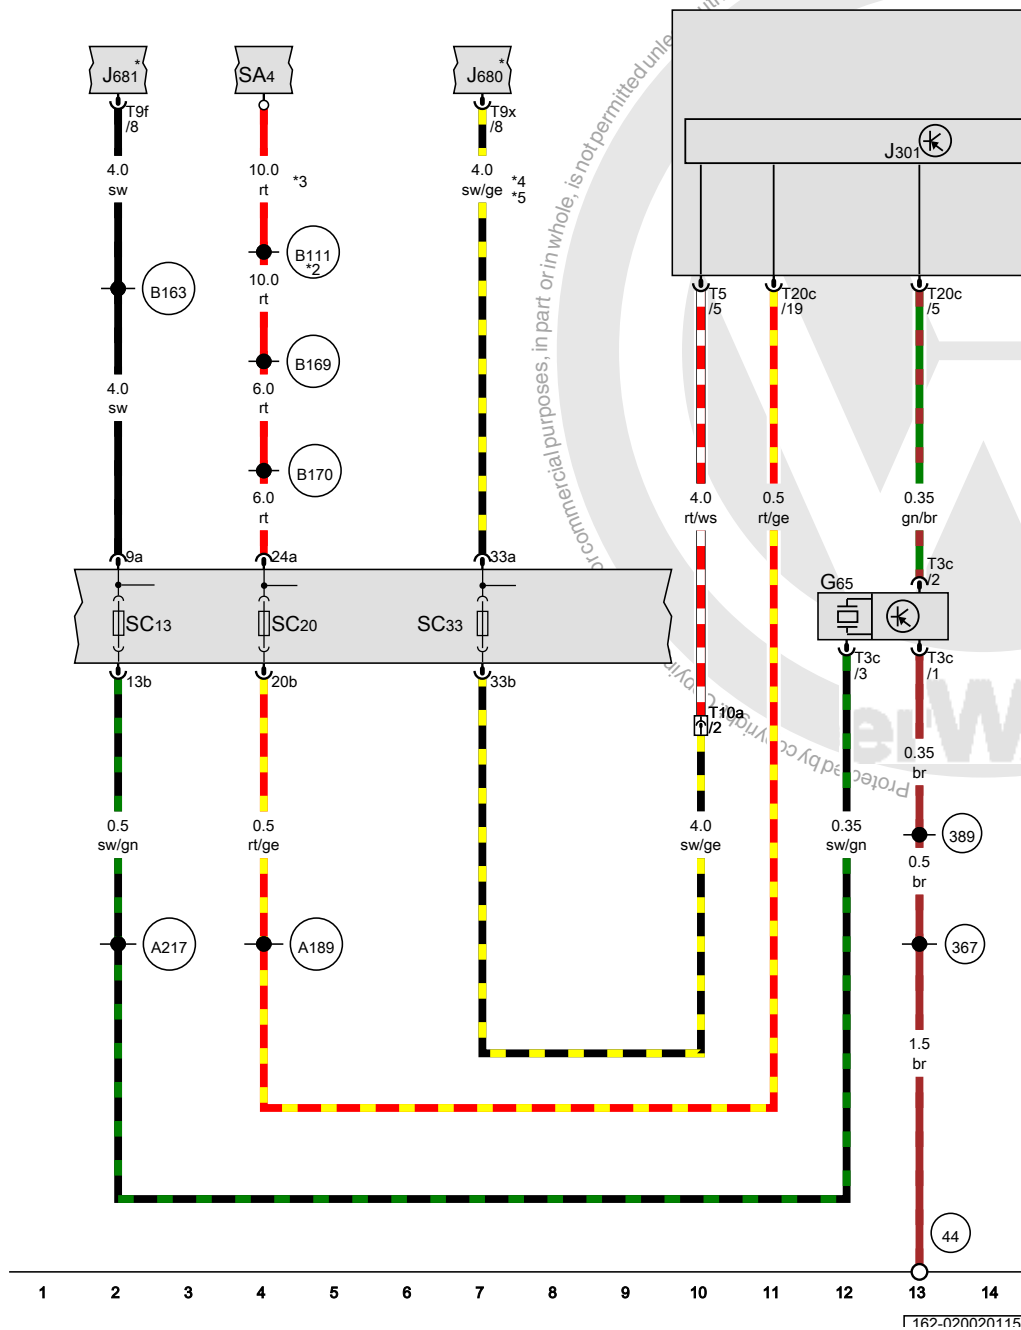 J681 *
SA4
J680 *
T9f
/8
T9x
/8
J301
4.0
sw
10.0
rt
*3
4.0
sw/ge
*4
*5
B111
*2
B163
10.0
rt
T5
/5
T20c
/19
T20c
/5
B169
4.0
sw
6.0
rt
B170
6.0
rt
4.0
rt/ws
0.5
rt/ge
0.35
gn/br
9a
24a
33a
T3c
/2
G65
SC13
SC20
SC33
T3c
/3
T3c
/1
13b
20b
33b
T10a
/2
0.35
br
0.5
sw/gn
0.5
rt/ge
4.0
sw/ge
0.35
sw/gn
389
0.5
br
A217
A189
367
1.5
br
44
1 2 3 4 5 6 7 8 9 10 11 12 13 14
162-020020115
or commercial purposes, in part or in whole, is not permitted unle
Protected by copyright.